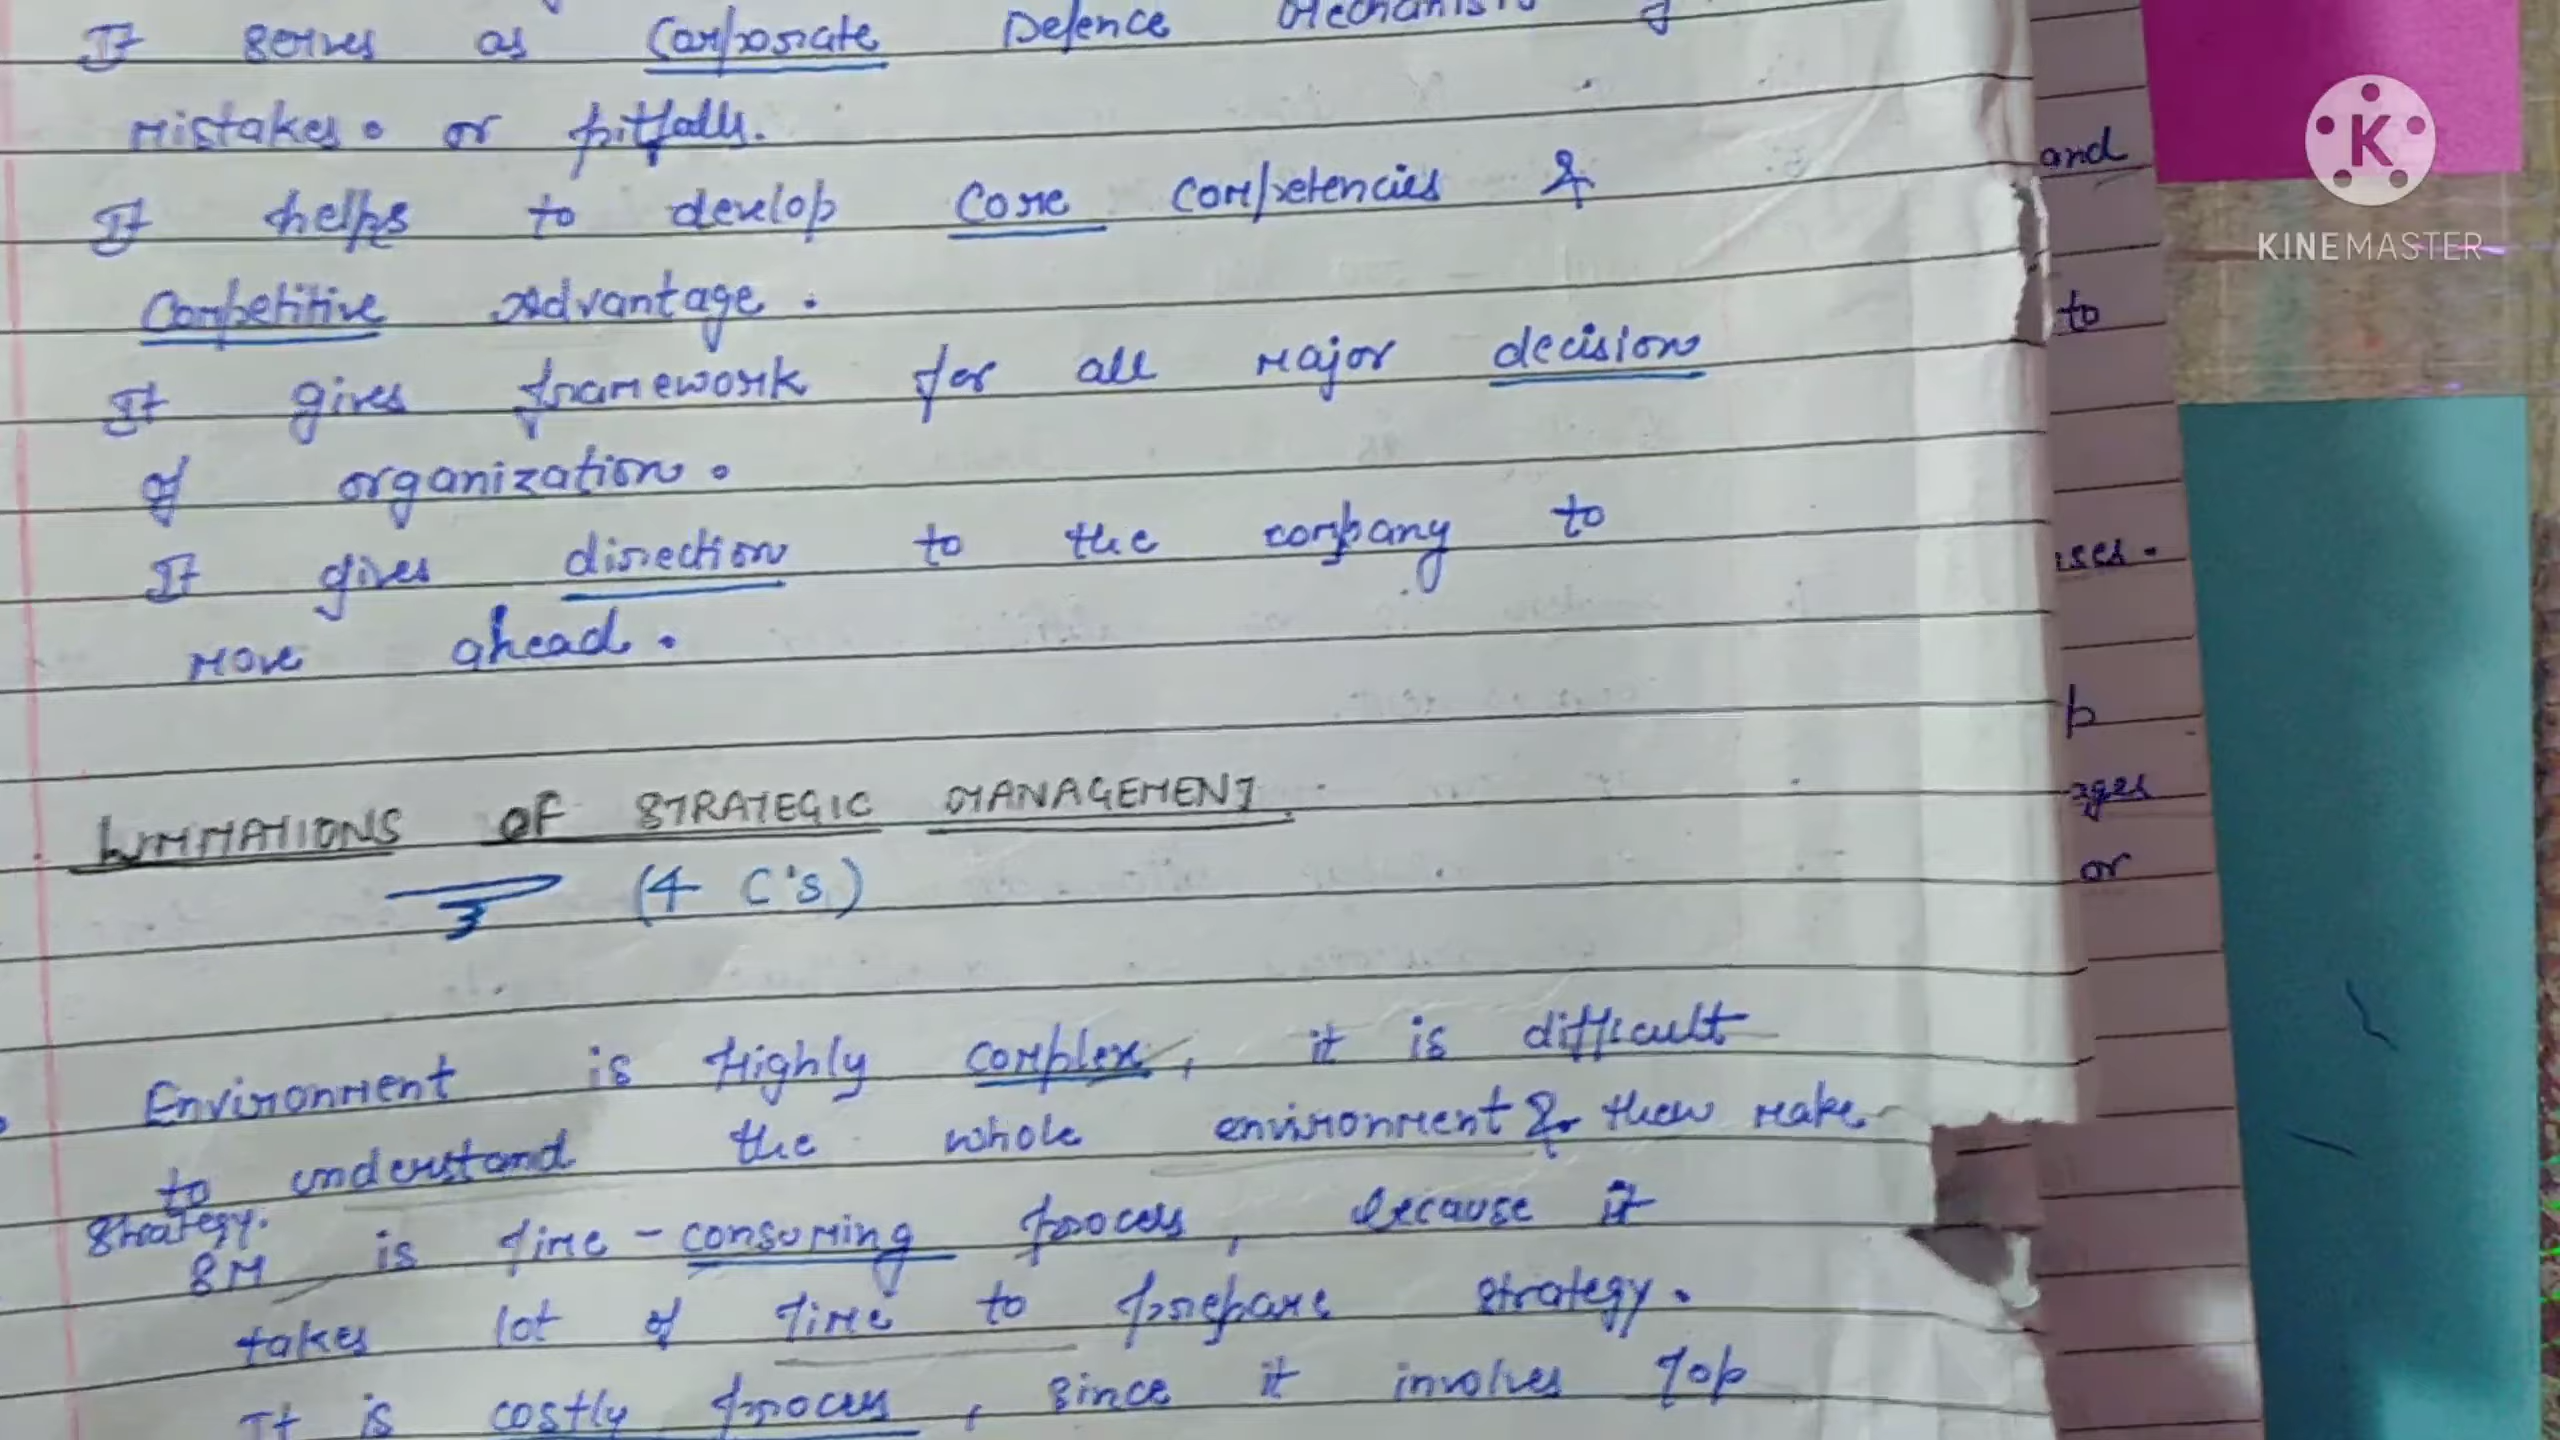 It serves as Corporate Defence Mechanism
mistakes. or pitfalls.
It helps to develop Core Competencies &
Competitive Advantage.
It gives framework for all major decision
of organization.
It gives direction to the company to
move ahead.
LIMITATIONS OF STRATEGIC MANAGEMENT.
(4 C's)
Environment is Highly complex, it is difficult
to understand the whole environment & then make
strategy.
SM is time-consuming process, because it
takes lot of time to prepare strategy.
It is costly process, since it involves Top
and
to
ages
or
KINEMASTER